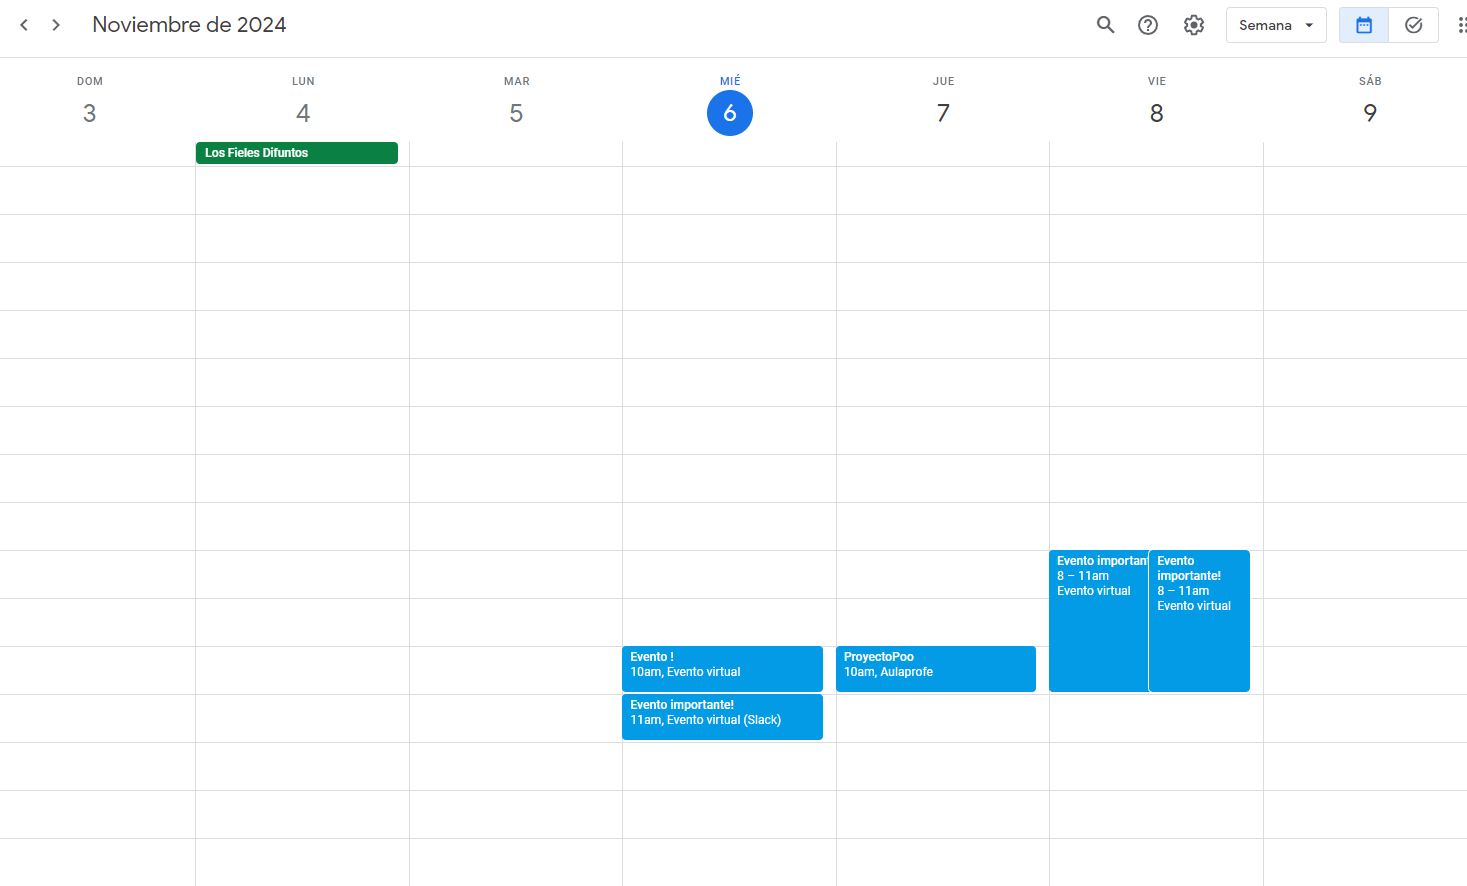 Noviembre de 2024
Semana
DOM
LUN
MAR
MIÉ
JUE
VIE
SÁB
3
4
5
6
7
8
9
Los Fieles Difuntos
Evento !
10am, Evento virtual
Evento importante!
11am, Evento virtual (Slack)
ProyectoPoo
10am, Aulaprofe
Evento important
8 – 11am
Evento virtual
Evento
importante!
8 – 11am
Evento virtual